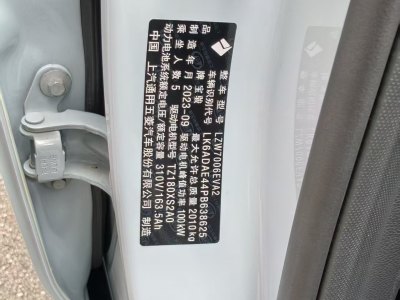 品牌 宝骏 整车型号 LZW7006EVA2
车辆识别代号 LK6ADAE44PB638625
制造年月 2023-09 最大允许总质量 2010kg
乘坐人数 5 驱动电机峰值功率 100kW
驱动电机型号 TZ180XS2A0
动力电池系统额定电压/额定容量 310V/163.5Ah
中国 上汽通用五菱汽车股份有限公司 制造